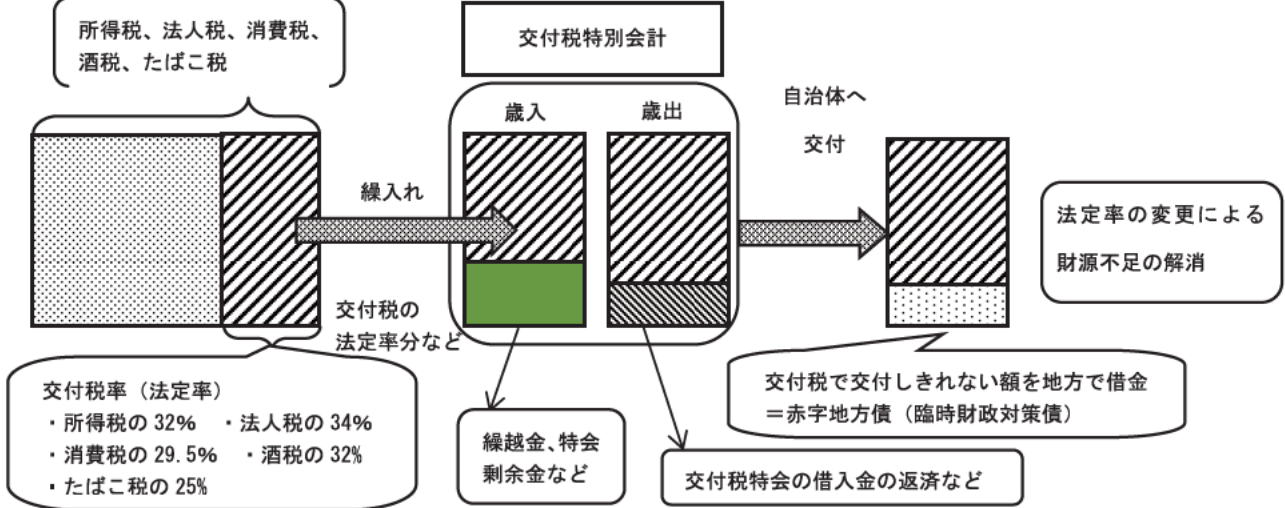 所得税、法人税、消費税、
酒税、たばこ税
交付税特別会計
歳入
歳出
自治体へ
交付
繰入れ
法定率の変更による
財源不足の解消
交付税の
法定率分など
交付税率（法定率）
・所得税の 32%　・法人税の 34%
・消費税の 29.5%　・酒税の 32%
・たばこ税の 25%
繰越金、特会
剰余金など
交付税で交付しきれない額を地方で借金
＝赤字地方債（臨時財政対策債）
交付税特会の借入金の返済など